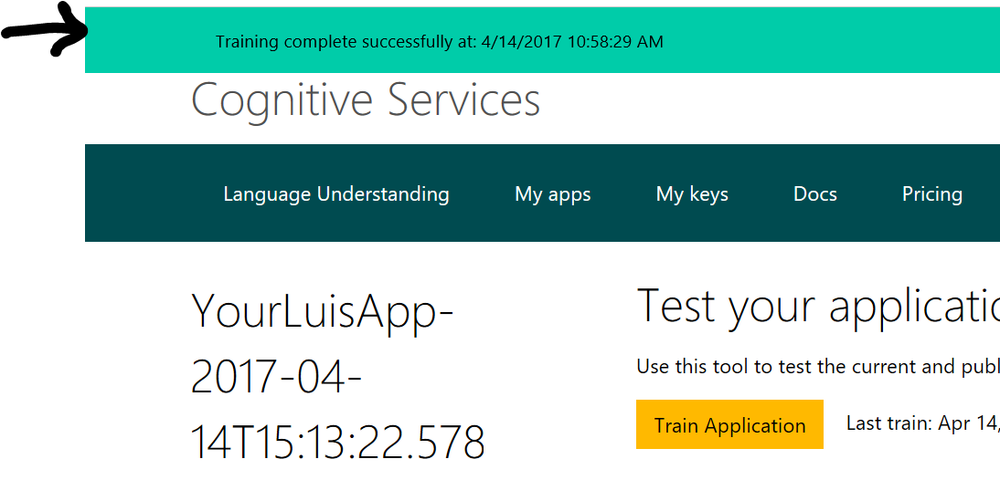 Training complete successfully at: 4/14/2017 10:58:29 AM
Cognitive Services
Language Understanding My apps My keys Docs Pricing
YourLuisApp-
2017-04-
14T15:13:22.578
Test your applicatic
Use this tool to test the current and publ
Train Application Last train: Apr 14,